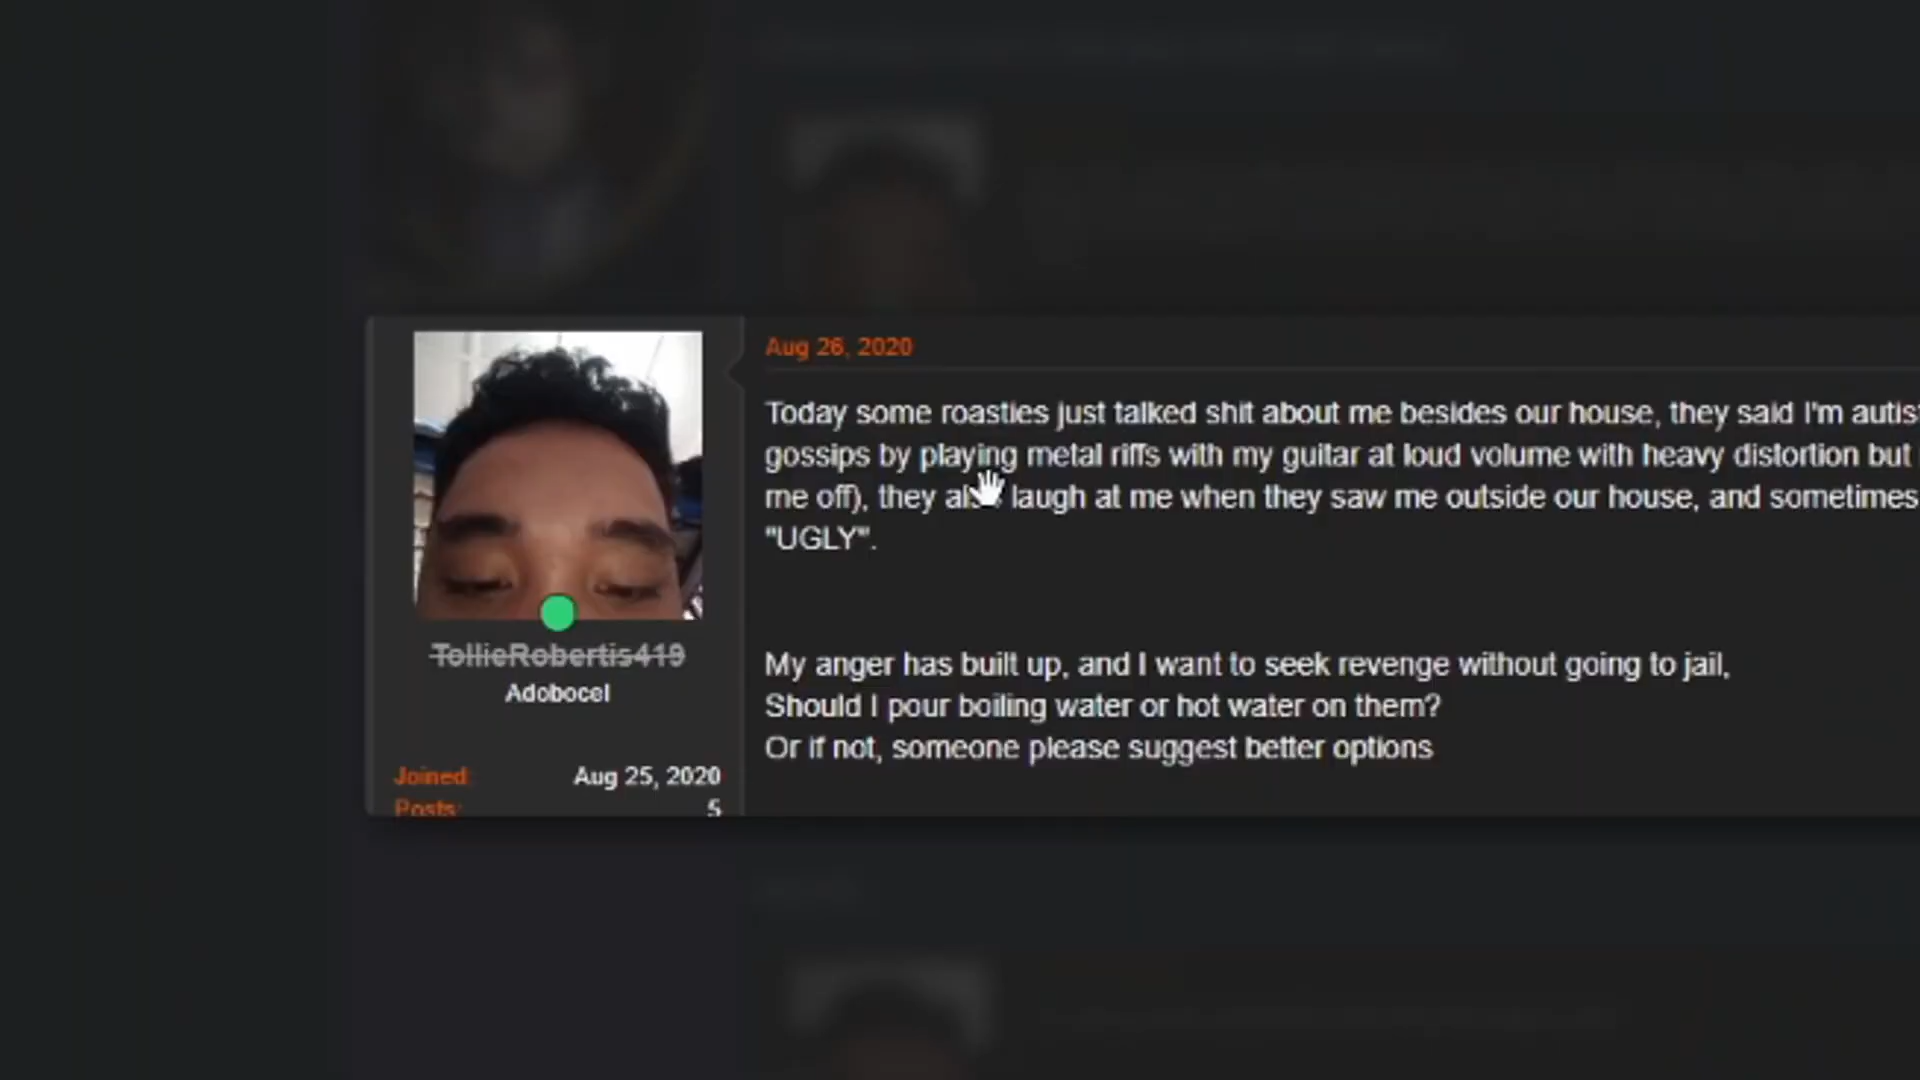 Aug 26, 2020
Today some roasties just talked shit about me besides our house, they said I'm autis
gossips by playing metal riffs with my guitar at loud volume with heavy distortion but
me off), they also laugh at me when they saw me outside our house, and sometimes
"UGLY".
My anger has built up, and I want to seek revenge without going to jail,
Should I pour boiling water or hot water on them?
Or if not, someone please suggest better options
TollieRobertis419
Adobocel
Joined: Aug 25, 2020
Posts: 5